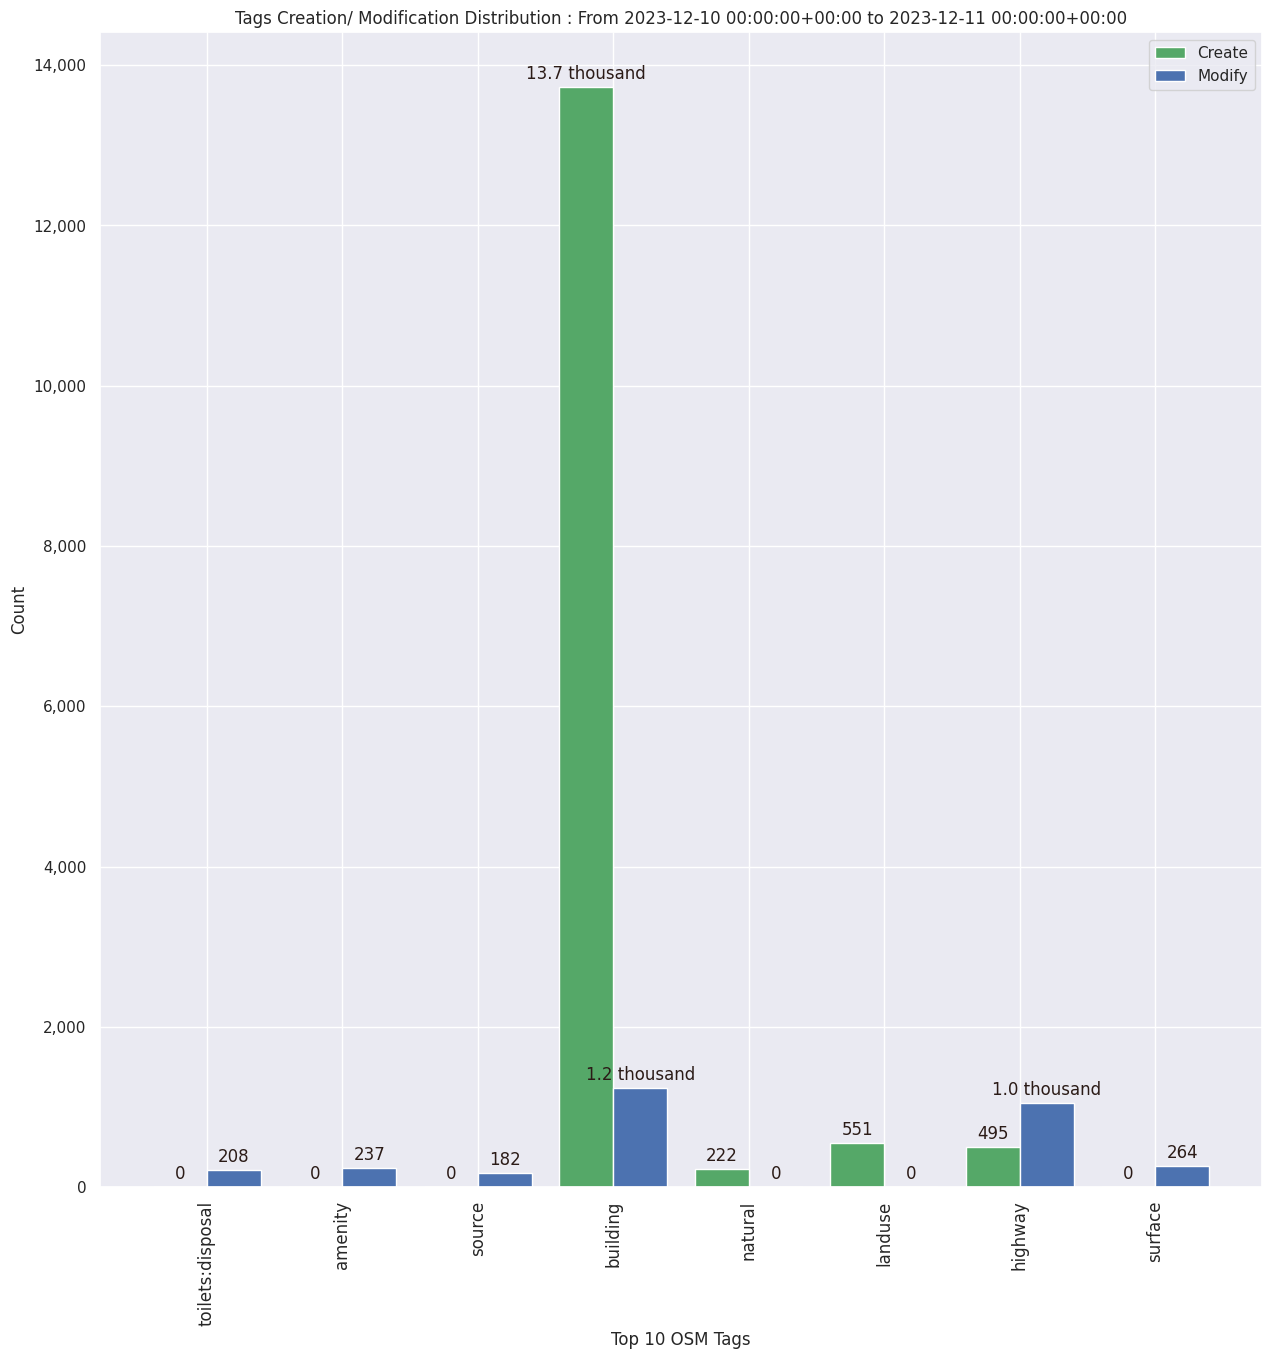 Tags Creation/ Modification Distribution : From 2023-12-10 00:00:00+00:00 to 2023-12-11 00:00:00+00:00
Create
Modify
14,000
12,000
10,000
8,000
6,000
4,000
2,000
0
Count
0
208
0
237
0
182
13.7 thousand
1.2 thousand
222
0
551
0
495
1.0 thousand
0
264
toilets:disposal
amenity
source
building
natural
landuse
highway
surface
Top 10 OSM Tags